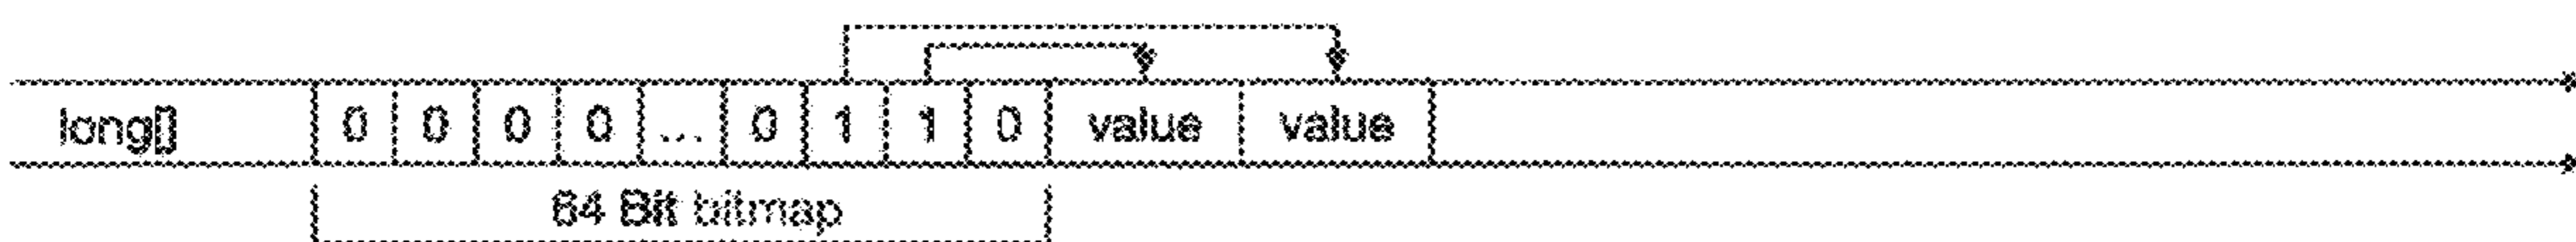 long[] 0 0 0 0 ... 0 1 1 0 value value
64 Bit bitmap